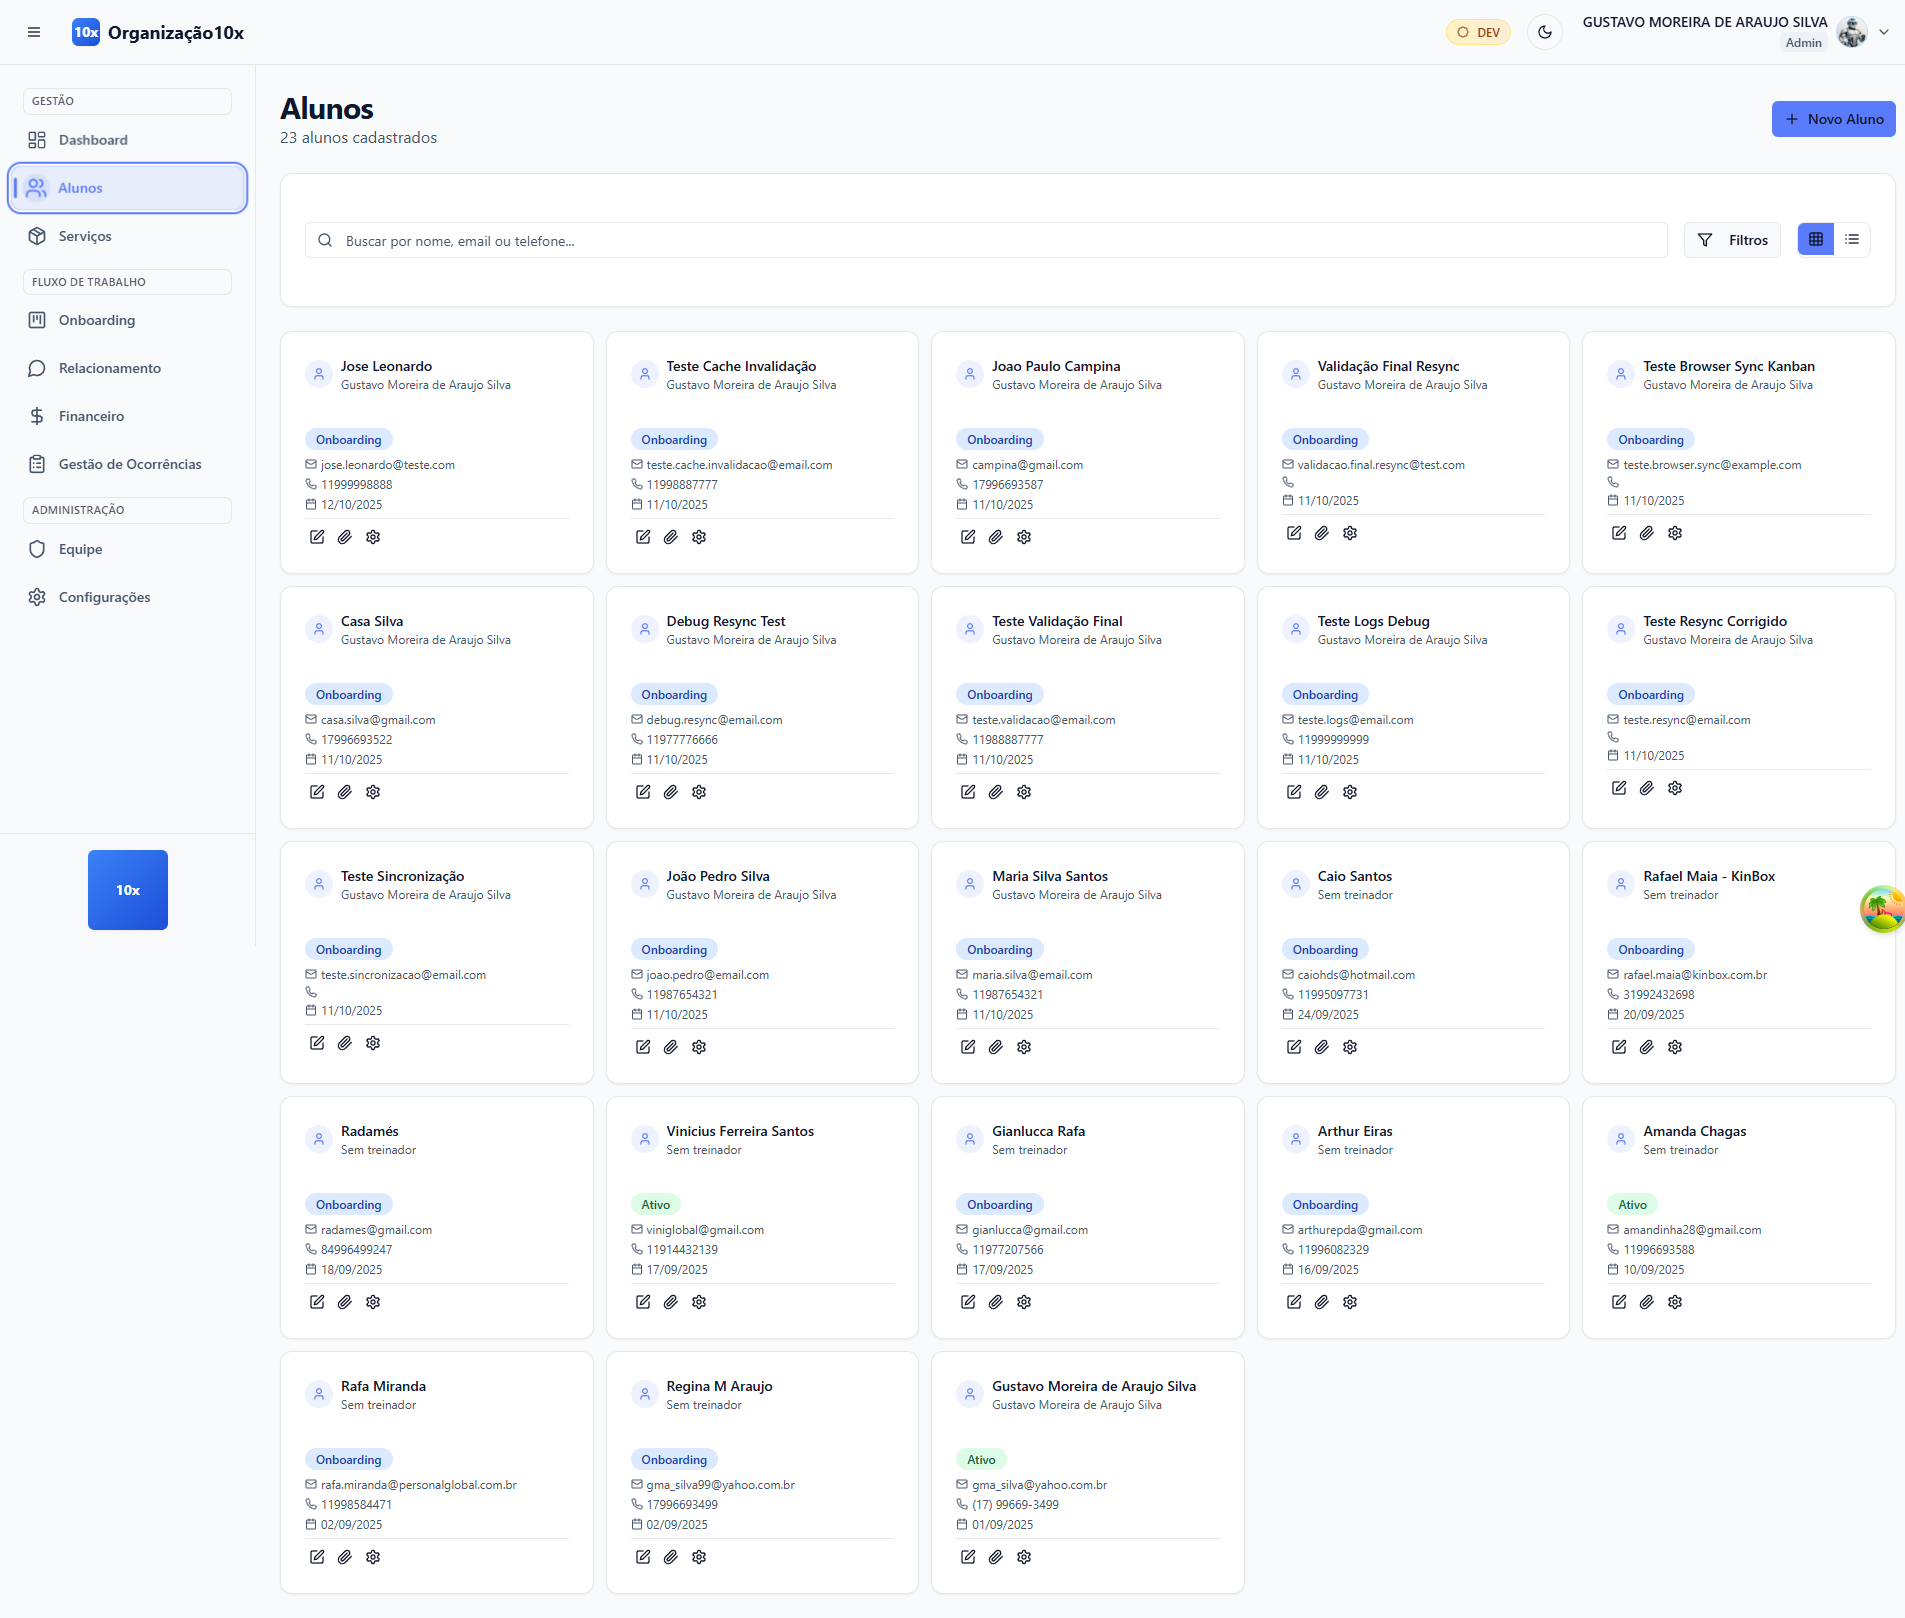 10x Organização10x
DEV
GUSTAVO MOREIRA DE ARAUJO SILVA
Admin
GESTÃO
Dashboard
Alunos
Serviços
FLUXO DE TRABALHO
Onboarding
Relacionamento
Financeiro
Gestão de Ocorrências
ADMINISTRAÇÃO
Equipe
Configurações
10x
Alunos
23 alunos cadastrados
Novo Aluno
Buscar por nome, email ou telefone...
Filtros
Jose Leonardo
Gustavo Moreira de Araujo Silva
Onboarding
jose.leonardo@teste.com
11999998888
12/10/2025
Teste Cache Invalidação
Gustavo Moreira de Araujo Silva
Onboarding
teste.cache.invalidacao@email.com
11998887777
11/10/2025
Joao Paulo Campina
Gustavo Moreira de Araujo Silva
Onboarding
campina@gmail.com
17996693587
11/10/2025
Validação Final Resync
Gustavo Moreira de Araujo Silva
Onboarding
validacao.final.resync@test.com
11/10/2025
Teste Browser Sync Kanban
Gustavo Moreira de Araujo Silva
Onboarding
teste.browser.sync@example.com
11/10/2025
Casa Silva
Gustavo Moreira de Araujo Silva
Onboarding
casa.silva@gmail.com
17996693522
11/10/2025
Debug Resync Test
Gustavo Moreira de Araujo Silva
Onboarding
debug.resync@email.com
11977776666
11/10/2025
Teste Validação Final
Gustavo Moreira de Araujo Silva
Onboarding
teste.validacao@email.com
11988887777
11/10/2025
Teste Logs Debug
Gustavo Moreira de Araujo Silva
Onboarding
teste.logs@email.com
11999999999
11/10/2025
Teste Resync Corrigido
Gustavo Moreira de Araujo Silva
Onboarding
teste.resync@email.com
11/10/2025
Teste Sincronização
Gustavo Moreira de Araujo Silva
Onboarding
teste.sincronizacao@email.com
11/10/2025
João Pedro Silva
Gustavo Moreira de Araujo Silva
Onboarding
joao.pedro@email.com
11987654321
11/10/2025
Maria Silva Santos
Gustavo Moreira de Araujo Silva
Onboarding
maria.silva@email.com
11987654321
11/10/2025
Caio Santos
Sem treinador
Onboarding
caiohds@hotmail.com
11995097731
24/09/2025
Rafael Maia - KinBox
Sem treinador
Onboarding
rafael.maia@kinbox.com.br
31992432698
20/09/2025
Radamés
Sem treinador
Onboarding
radames@gmail.com
84996499247
18/09/2025
Vinicius Ferreira Santos
Sem treinador
Ativo
viniglobal@gmail.com
11914432139
17/09/2025
Gianlucca Rafa
Sem treinador
Onboarding
gianlucca@gmail.com
11977207566
17/09/2025
Arthur Eiras
Sem treinador
Onboarding
arthurepda@gmail.com
11996082329
16/09/2025
Amanda Chagas
Sem treinador
Ativo
amandinha28@gmail.com
11996693588
10/09/2025
Rafa Miranda
Sem treinador
Onboarding
rafa.miranda@personalglobal.com.br
11998584471
02/09/2025
Regina M Araujo
Sem treinador
Onboarding
gma_silva99@yahoo.com.br
17996693499
02/09/2025
Gustavo Moreira de Araujo Silva
Gustavo Moreira de Araujo Silva
Ativo
gma_silva@yahoo.com.br
(17) 99669-3499
01/09/2025